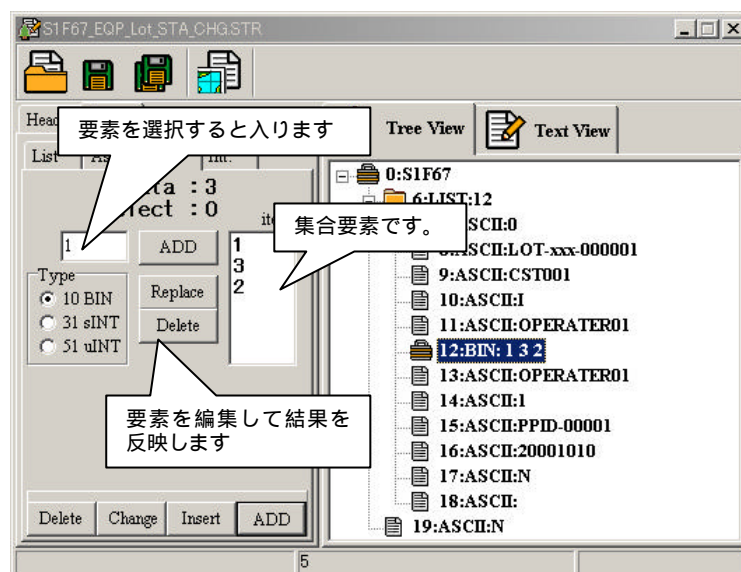 S1F67_EQP_Lot_STA_CHG.STR
Head
要素を選択すると入ります
List
Int.
ta : 3
ect : 0
1
ADD
Type
10 BIN
31 sINT
51 uINT
Replace
Delete
1
3
2
集合要素です。
要素を編集して結果を
反映します
Delete
Change
Insert
ADD
Tree View
Text View
0:S1F67
6:LIST:12
SCII:0
SCII:LOT-xxx-000001
9:ASCII:CST001
10:ASCII:I
11:ASCII:OPERATER01
12:BIN: 1 3 2
13:ASCII:OPERATER01
14:ASCII:1
15:ASCII:PPID-00001
16:ASCII:20001010
17:ASCII:N
18:ASCII:
19:ASCII:N
5